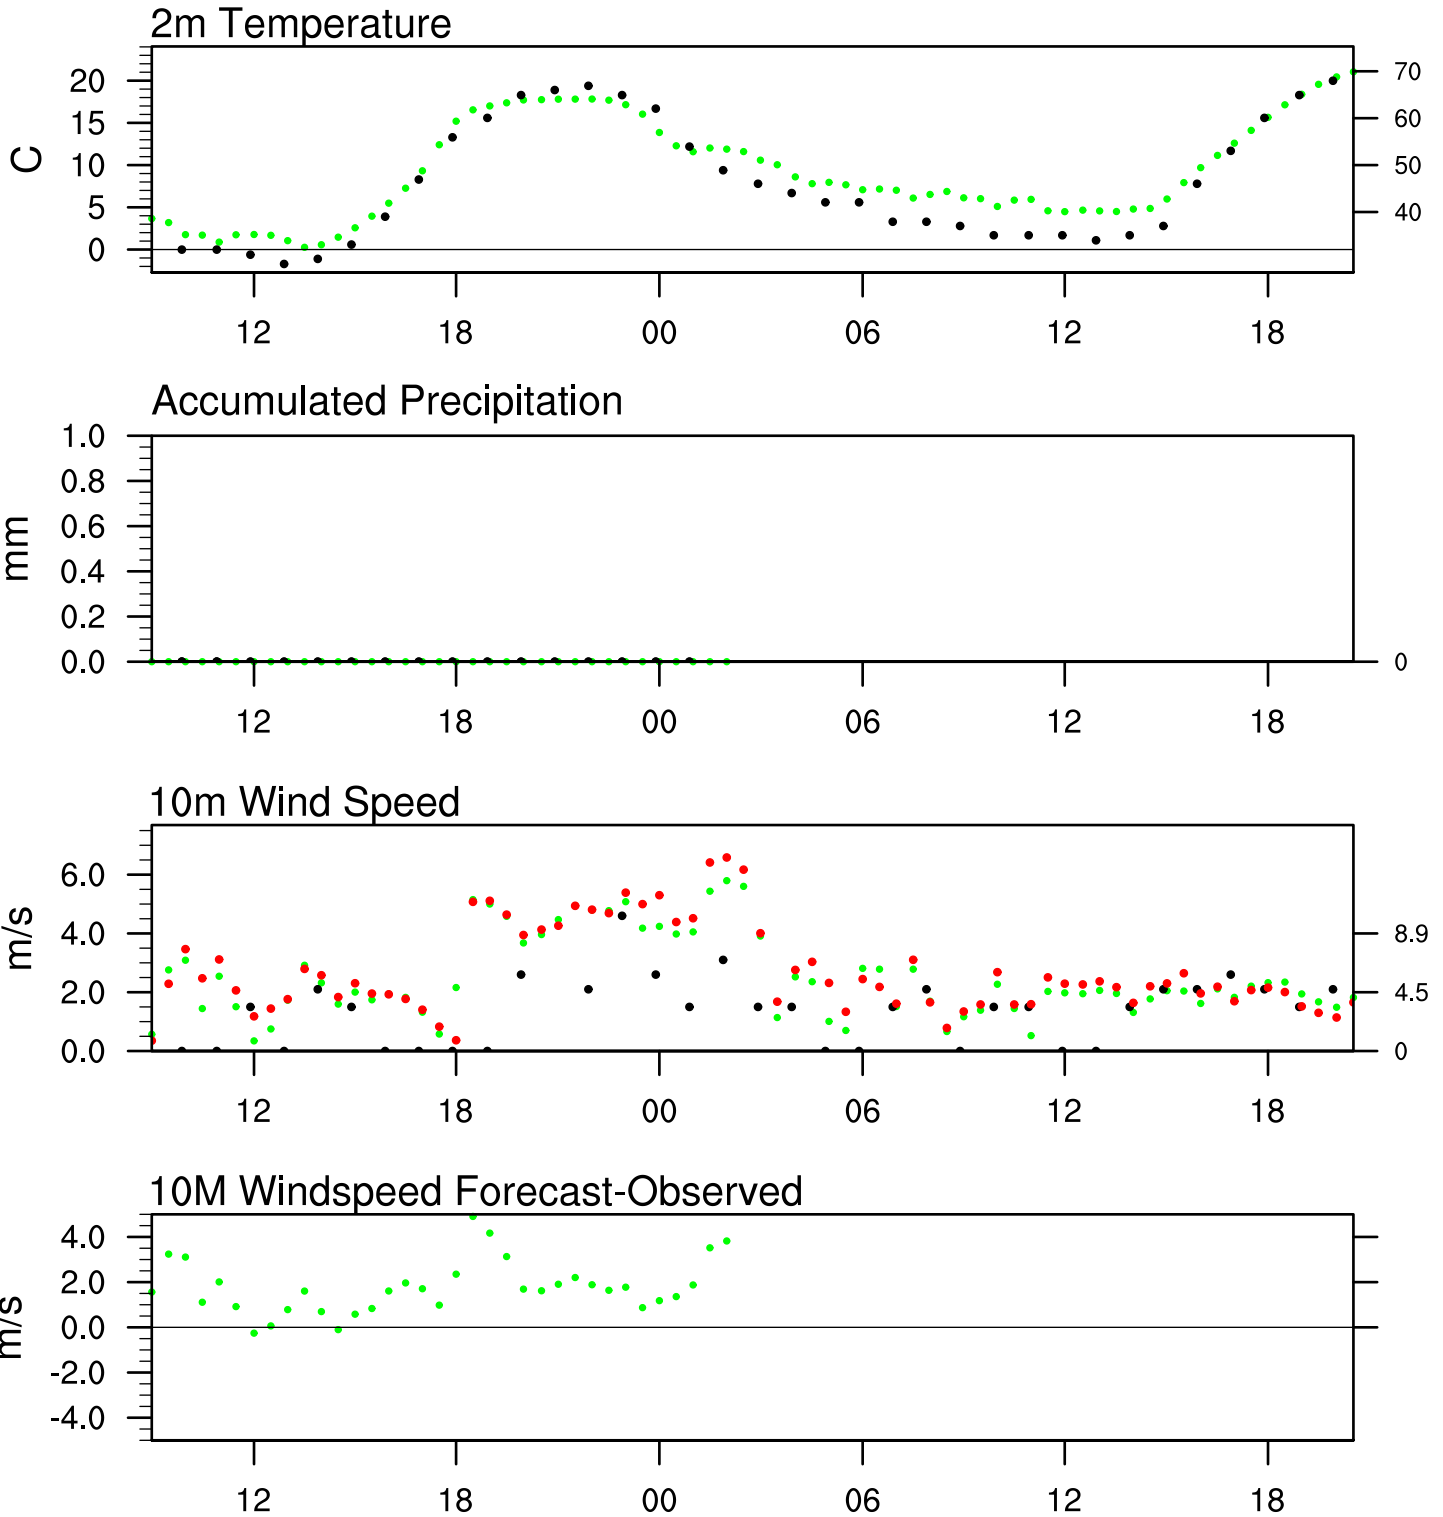 2m Temperature
20
15
10
5
0
C
70
60
50
40
12 18 00 06 12 18
Accumulated Precipitation
1.0
0.8
0.6
0.4
0.2
0.0
mm
0
12 18 00 06 12 18
10m Wind Speed
6.0
4.0
2.0
0.0
m/s
8.9
4.5
0
12 18 00 06 12 18
10M Windspeed Forecast-Observed
4.0
2.0
0.0
-2.0
-4.0
m/s
12 18 00 06 12 18